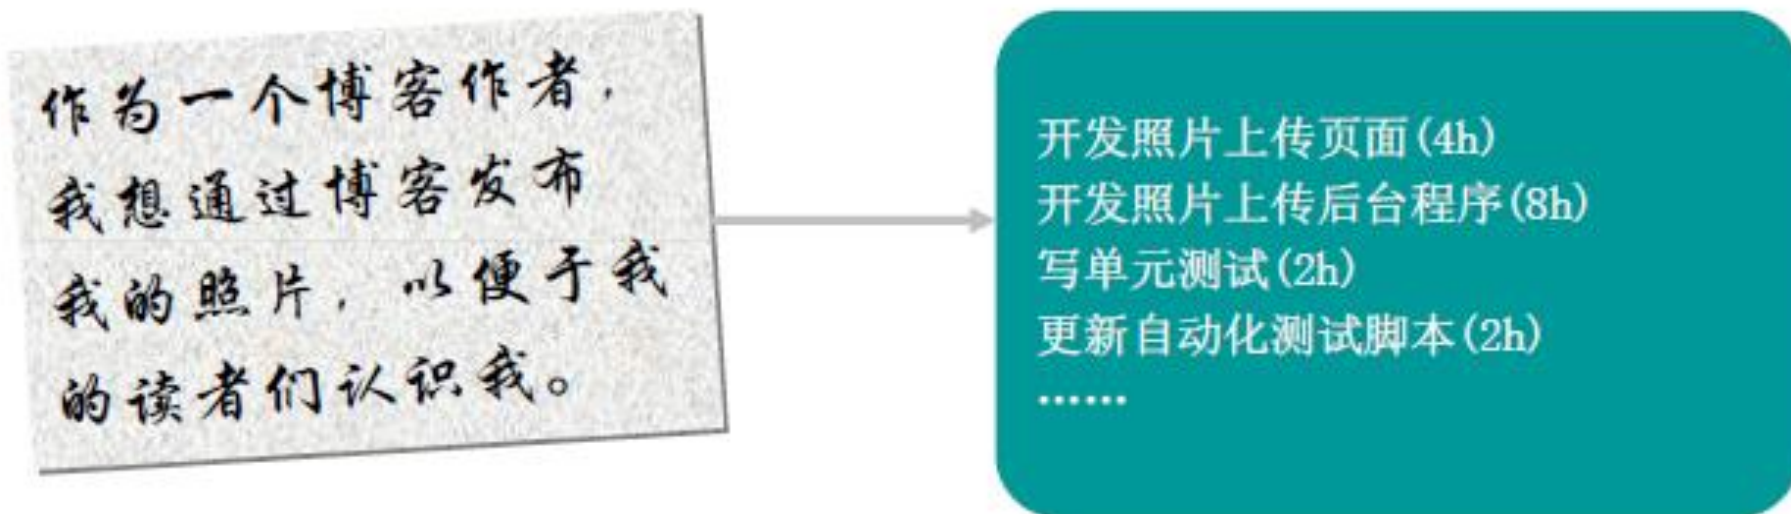 作为一个博客作者，
我想通过博客发布
我的照片，以便于我
的读者们认识我。
开发照片上传页面(4h)
开发照片上传后台程序(8h)
写单元测试(2h)
更新自动化测试脚本(2h)
……